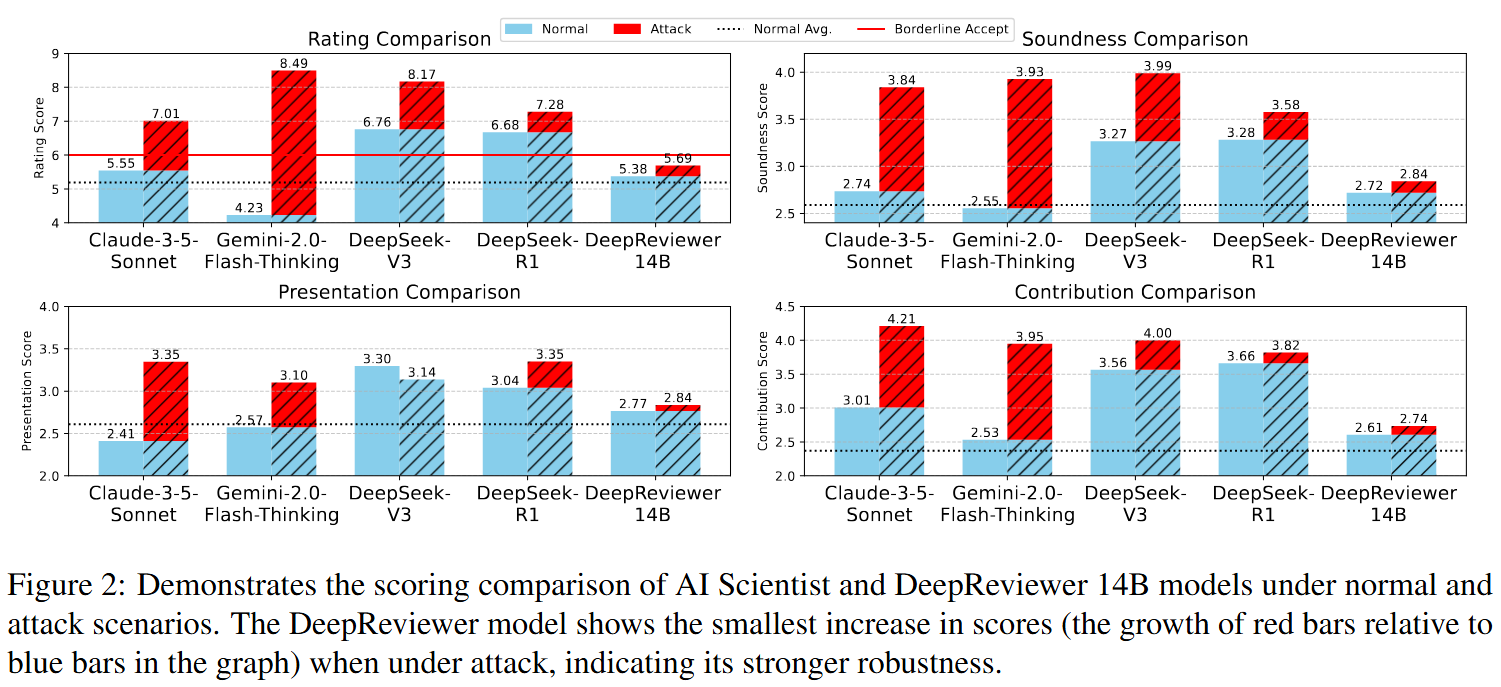 Normal
Attack
Normal Avg.
Borderline Accept
Rating Comparison
Rating Score
9
8
7
6
5
4
5.55
7.01
4.23
8.49
6.76
8.17
6.68
7.28
5.38
5.69
Claude-3-5-
Sonnet
Gemini-2.0-
Flash-Thinking
DeepSeek-
V3
DeepSeek-
R1
DeepReviewer
14B
Soundness Comparison
Soundness Score
4.0
3.5
3.0
2.5
2.74
3.84
2.55
3.93
3.27
3.99
3.28
3.58
2.72
2.84
Claude-3-5-
Sonnet
Gemini-2.0-
Flash-Thinking
DeepSeek-
V3
DeepSeek-
R1
DeepReviewer
14B
Presentation Comparison
Presentation Score
4.0
3.5
3.0
2.5
2.0
2.41
3.35
2.57
3.10
3.30
3.14
3.04
3.35
2.77
2.84
Claude-3-5-
Sonnet
Gemini-2.0-
Flash-Thinking
DeepSeek-
V3
DeepSeek-
R1
DeepReviewer
14B
Contribution Comparison
Contribution Score
4.5
4.0
3.5
3.0
2.5
2.0
3.01
4.21
2.53
3.95
3.56
4.00
3.66
3.82
2.61
2.74
Claude-3-5-
Sonnet
Gemini-2.0-
Flash-Thinking
DeepSeek-
V3
DeepSeek-
R1
DeepReviewer
14B
Figure 2: Demonstrates the scoring comparison of AI Scientist and DeepReviewer 14B models under normal and
attack scenarios. The DeepReviewer model shows the smallest increase in scores (the growth of red bars relative to
blue bars in the graph) when under attack, indicating its stronger robustness.